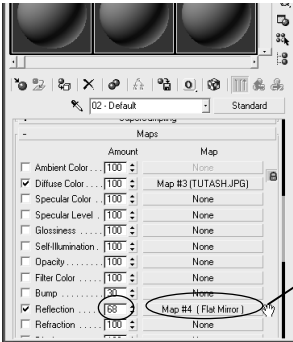 02 - Default Standard
SuperSampling
- Maps
Amount Map
Ambient Color . . . 100 None
Diffuse Color . . . . 100 Map #3 (TUTASH.JPG)
Specular Color . . 100 None
Specular Level . . 100 None
Glossiness . . . . . 100 None
Self-Illumination . 100 None
Opacity . . . . . . . 100 None
Filter Color . . . . . 100 None
Bump . . . . . . . . . 30 None
Reflection . . . . . 68 Map #4 ( Flat Mirror )
Refraction . . . . . 100 None